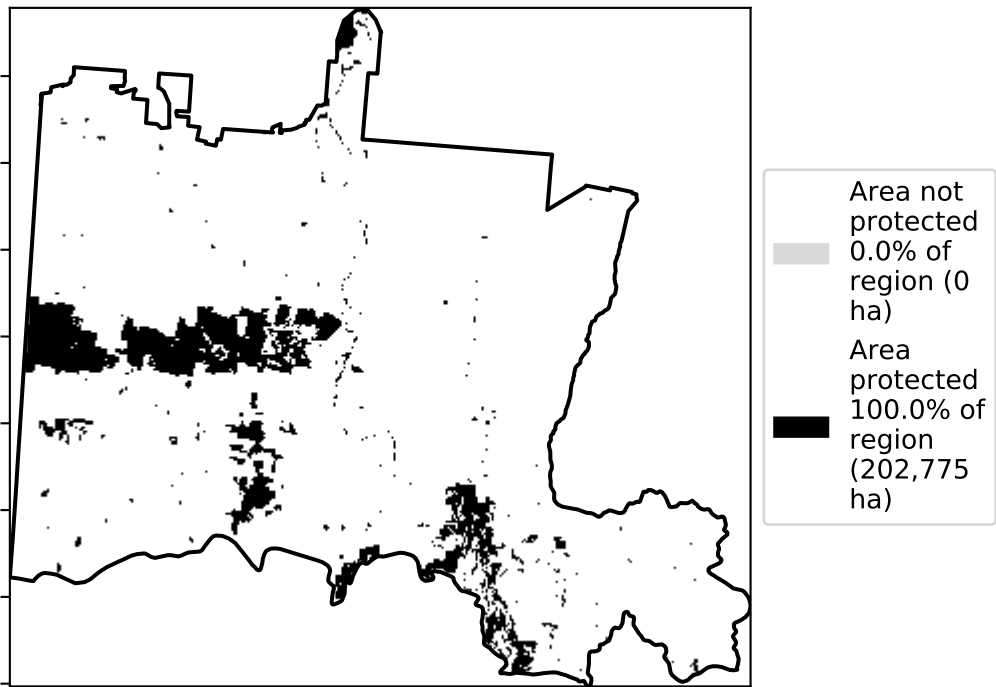 Area not
protected
0.0% of
region (0
ha)
Area
protected
100.0% of
region
(202,775
ha)